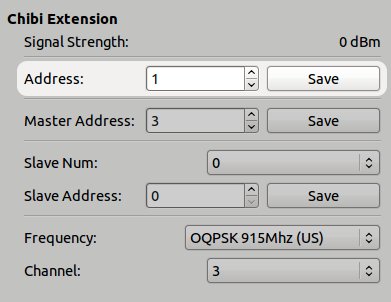 Chibi Extension
Signal Strength: 0 dBm
Address: 1 Save
Master Address: 3 Save
Slave Num: 0
Slave Address: 0 Save
Frequency: OQPSK 915Mhz (US)
Channel: 3